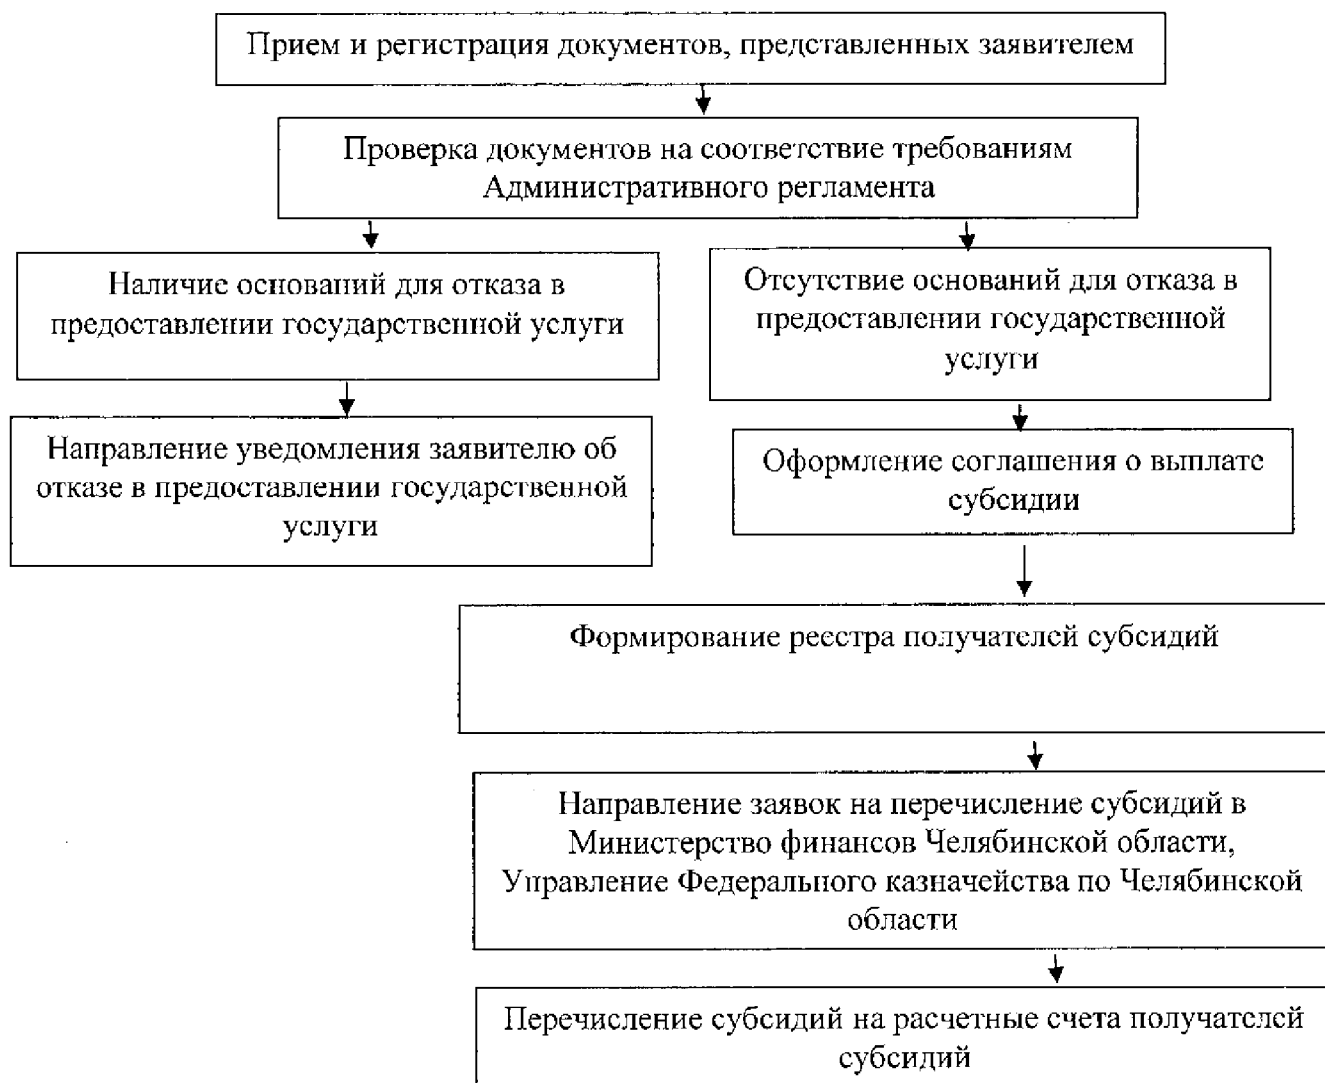 Прием и регистрация документов, представленных заявителем
Проверка документов на соответствие требованиям
Административного регламента
Наличие оснований для отказа в
предоставлении государственной услуги
Отсутствие оснований для отказа в
предоставлении государственной
услуги
Направление уведомления заявителю об
отказе в предоставлении государственной
услуги
Оформление соглашения о выплате
субсидии
Формирование реестра получателей субсидий
Направление заявок на перечисление субсидий в
Министерство финансов Челябинской области,
Управление Федерального казначейства по Челябинской
области
Перечисление субсидий на расчетные счета получателей
субсидий